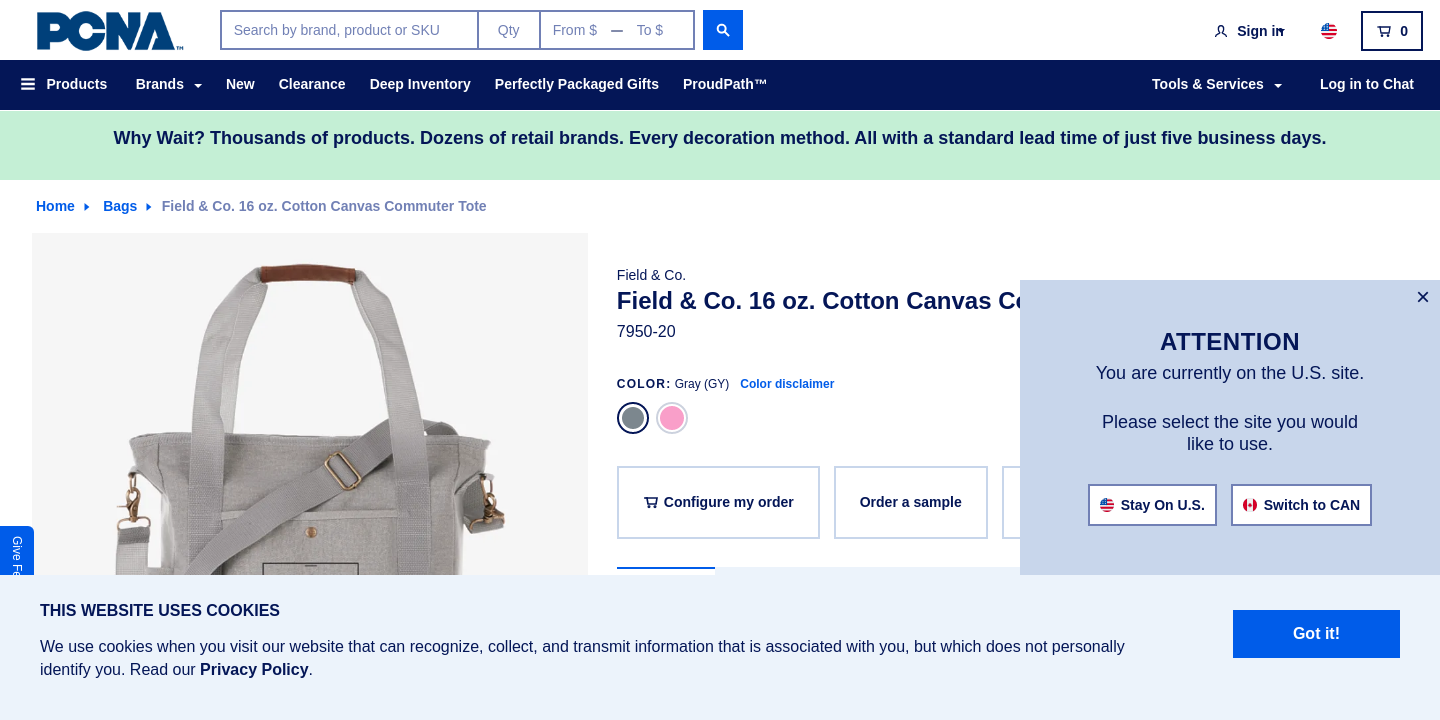 PCNA™
Search by brand, product or SKU
Qty
From $ — To $
Sign in
0
Products
Brands
New
Clearance
Deep Inventory
Perfectly Packaged Gifts
ProudPath™
Tools & Services
Log in to Chat
Why Wait? Thousands of products. Dozens of retail brands. Every decoration method. All with a standard lead time of just five business days.
Home
Bags
Field & Co. 16 oz. Cotton Canvas Commuter Tote
Field & Co.
Field & Co. 16 oz. Cotton Canvas
7950-20
COLOR: Gray (GY) Color disclaimer
Configure my order
Order a sample
×
ATTENTION
You are currently on the U.S. site.
Please select the site you would
like to use.
Stay On U.S.
Switch to CAN
Give
THIS WEBSITE USES COOKIES
We use cookies when you visit our website that can recognize, collect, and transmit information that is associated with you, but which does not personally
identify you. Read our Privacy Policy.
Got it!